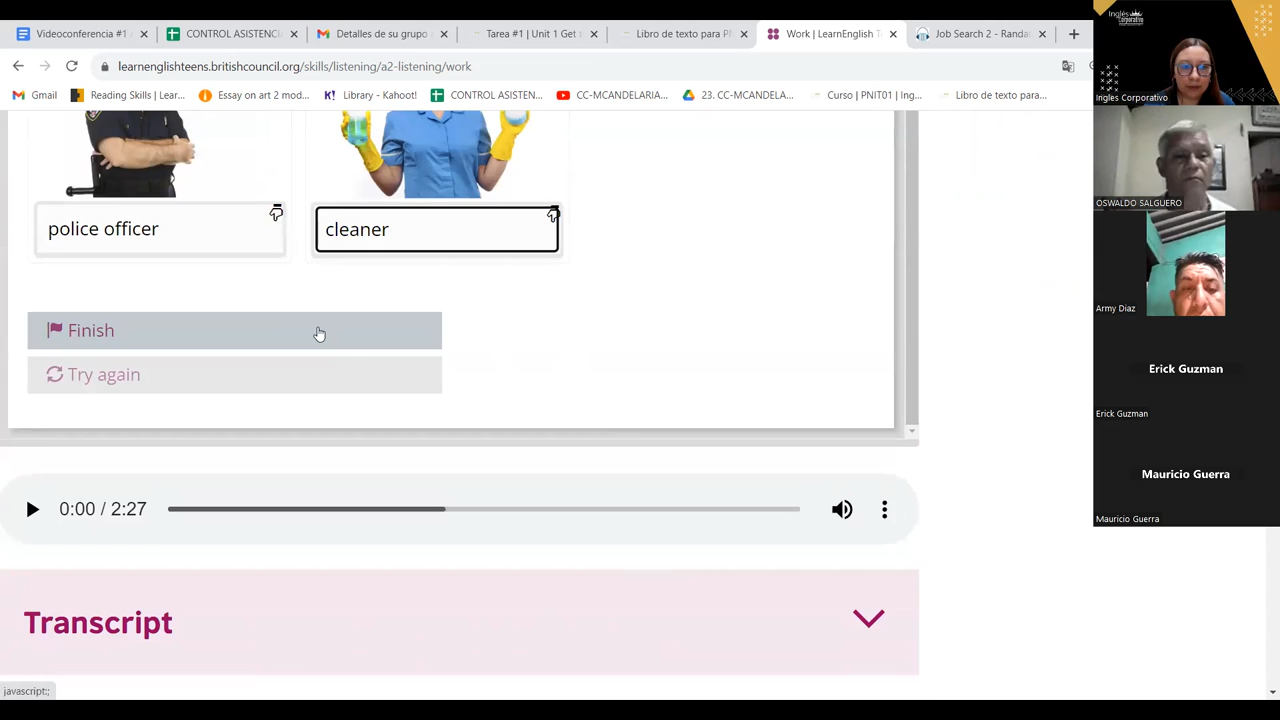 Videoconferencia #1
CONTROL ASISTENC
Detalles de su grupo
Tarea #1 | Unit 1 Get
Libro de texto para P
Work | LearnEnglish T
Job Search 2 - Randa
learnenglishteens.britishcouncil.org/skills/listening/a2-listening/work
Gmail
Reading Skills | Lear...
Essay on art 2 mod...
Library - Kahoot!
CONTROL ASISTEN...
CC-MCANDELARIA...
23. CC-MCANDELA...
Curso | PNIT01 | Ing...
Libro de texto para...
police officer
cleaner
Finish
Try again
0:00 / 2:27
Transcript
javascript:;
Inglés
Corporativo
Ingles Corporativo
OSWALDO SALGUERO
Army Diaz
Erick Guzman
Erick Guzman
Mauricio Guerra
Mauricio Guerra